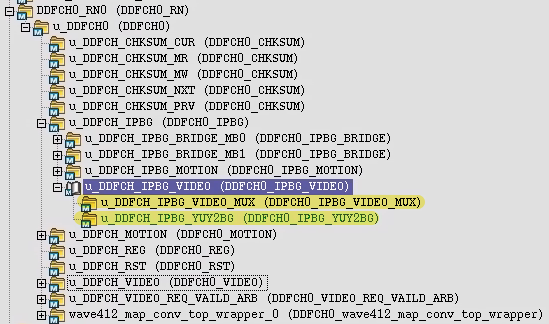 DDFCH_RN0 (DDFCH0_RN)
u_DDFCH0 (DDFCH0)
u_DDFCH_CHKSUM_CUR (DDFCH0_CHKSUM)
u_DDFCH_CHKSUM_MR (DDFCH0_CHKSUM)
u_DDFCH_CHKSUM_MW (DDFCH0_CHKSUM)
u_DDFCH_CHKSUM_NXT (DDFCH0_CHKSUM)
u_DDFCH_CHKSUM_PRV (DDFCH0_CHKSUM)
u_DDFCH_IPBG (DDFCH0_IPBG)
u_DDFCH_IPBG_BRIDGE_MB0 (DDFCH0_IPBG_BRIDGE)
u_DDFCH_IPBG_BRIDGE_MB1 (DDFCH0_IPBG_BRIDGE)
u_DDFCH_IPBG_MOTION (DDFCH0_IPBG_MOTION)
u_DDFCH_IPBG_VIDEO (DDFCH0_IPBG_VIDEO)
u_DDFCH_IPBG_VIDEO_MUX (DDFCH0_IPBG_VIDEO_MUX)
u_DDFCH_IPBG_YUY2BG (DDFCH0_IPBG_YUY2BG)
u_DDFCH_MOTION (DDFCH0_MOTION)
u_DDFCH_REG (DDFCH0_REG)
u_DDFCH_RST (DDFCH0_RST)
u_DDFCH_VIDEO (DDFCH0_VIDEO)
u_DDFCH_VIDEO_REQ_VAILD_ARB (DDFCH0_VIDEO_REQ_VAILD_ARB)
wave412_map_conv_top_wrapper_0 (DDFCH0_wave412_map_conv_top_wrapper)